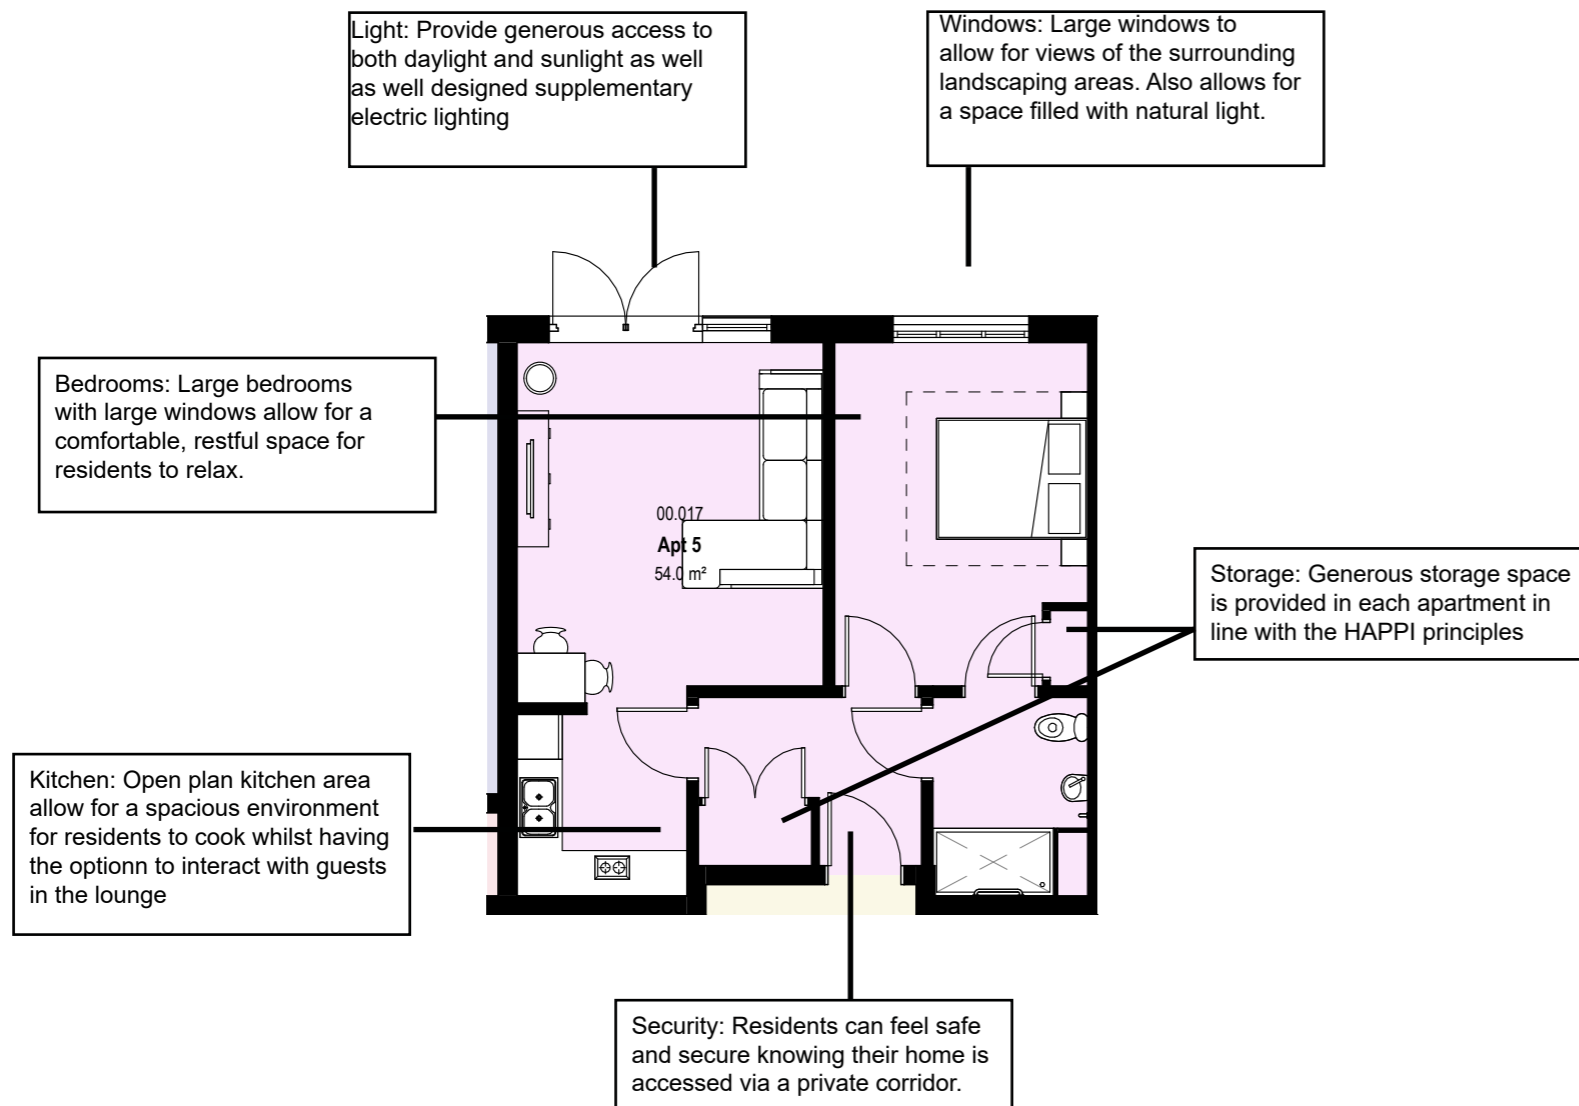 Light: Provide generous access to
both daylight and sunlight as well
as well designed supplementary
electric lighting
Windows: Large windows to
allow for views of the surrounding
landscaping areas. Also allows for
a space filled with natural light.
Bedrooms: Large bedrooms
with large windows allow for a
comfortable, restful space for
residents to relax.
00.017
Apt 5
54.0 m²
Storage: Generous storage space
is provided in each apartment in
line with the HAPPI principles
Kitchen: Open plan kitchen area
allow for a spacious environment
for residents to cook whilst having
the optionn to interact with guests
in the lounge
Security: Residents can feel safe
and secure knowing their home is
accessed via a private corridor.